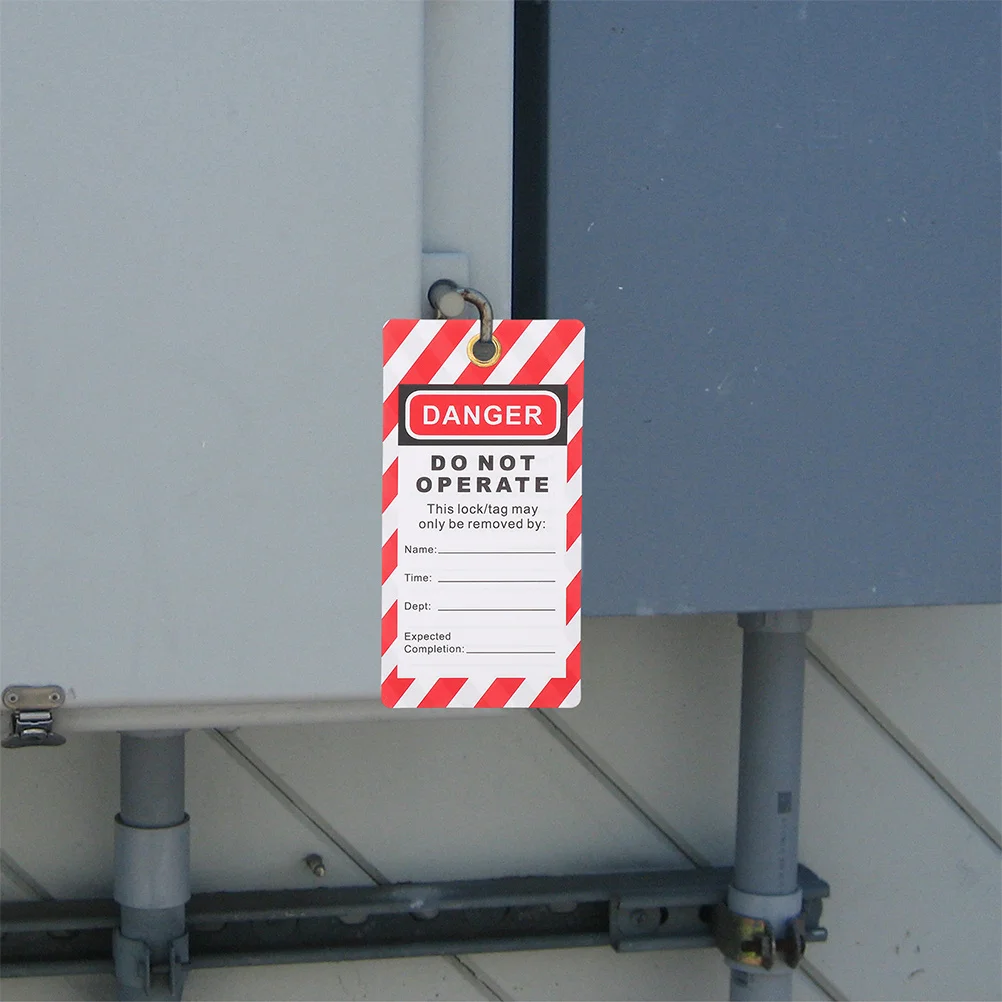 DANGER
DO NOT
OPERATE
This lock/tag may
only be removed by:
Name:
Time:
Dept:
Expected
Completion: